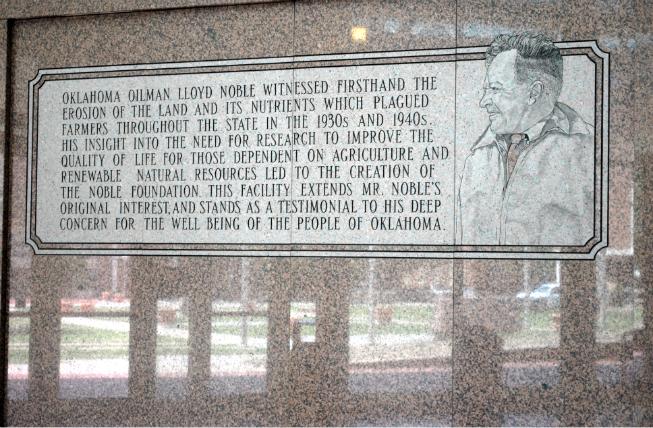 OKLAHOMA OILMAN LLOYD NOBLE WITNESSED FIRSTHAND THE
EROSION OF THE LAND AND ITS NUTRIENTS WHICH PLAGUED
FARMERS THROUGHOUT THE STATE IN THE 1930s AND 1940s.
HIS INSIGHT INTO THE NEED FOR RESEARCH TO IMPROVE THE
QUALITY OF LIFE FOR THOSE DEPENDENT ON AGRICULTURE AND
RENEWABLE NATURAL RESOURCES LED TO THE CREATION OF
THE NOBLE FOUNDATION. THIS FACILITY EXTENDS MR. NOBLE'S
ORIGINAL INTEREST, AND STANDS AS A TESTIMONIAL TO HIS DEEP
CONCERN FOR THE WELL BEING OF THE PEOPLE OF OKLAHOMA.